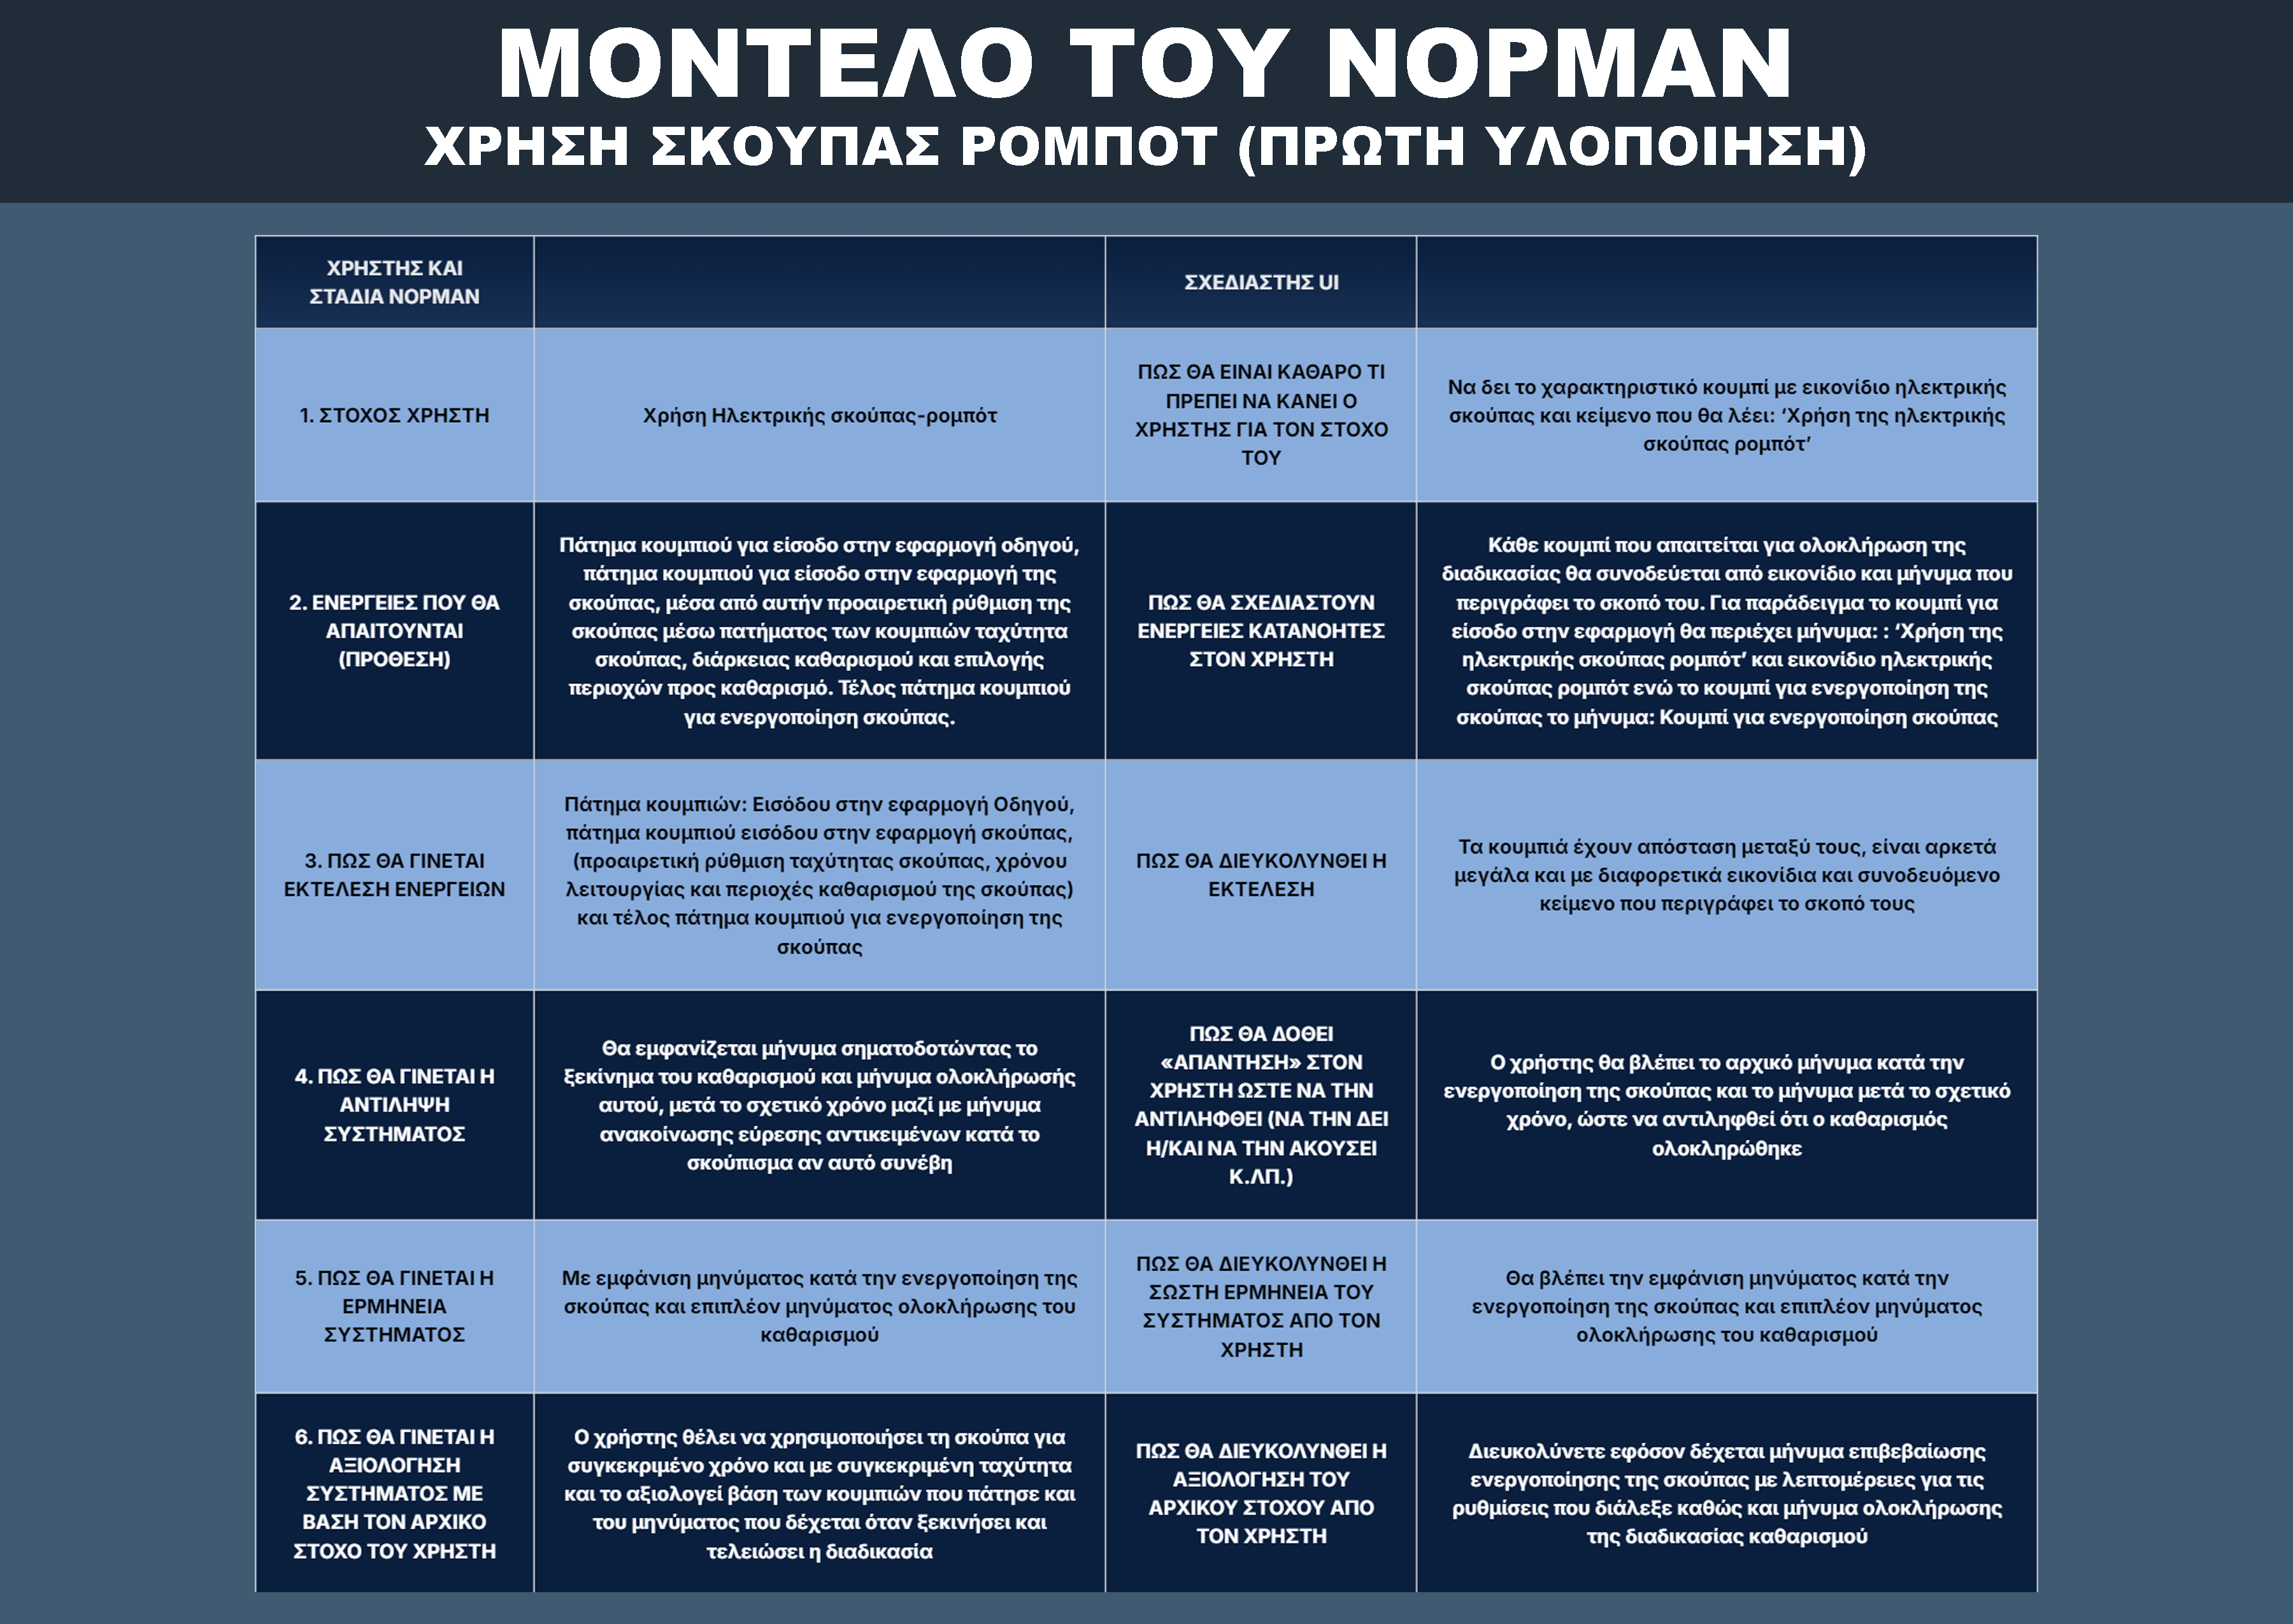 ΜΟΝΤΕΛΟ ΤΟΥ ΝΟΡΜΑΝ
ΧΡΗΣΗ ΣΚΟΥΠΑΣ ΡΟΜΠΟΤ (ΠΡΩΤΗ ΥΛΟΠΟΙΗΣΗ)
ΧΡΗΣΤΗΣ ΚΑΙ
ΣΤΑΔΙΑ ΝΟΡΜΑΝ
ΣΧΕΔΙΑΣΤΗΣ UI
1. ΣΤΟΧΟΣ ΧΡΗΣΤΗ
Χρήση Ηλεκτρικής σκούπας-ρομπότ
ΠΩΣ ΘΑ ΕΙΝΑΙ ΚΑΘΑΡΟ ΤΙ
ΠΡΕΠΕΙ ΝΑ ΚΑΝΕΙ Ο
ΧΡΗΣΤΗΣ ΓΙΑ ΤΟΝ ΣΤΟΧΟ
ΤΟΥ
Να δει το χαρακτηριστικό κουμπί με εικονίδιο ηλεκτρικής
σκούπας και κείμενο που θα λέει: ‘Χρήση της ηλεκτρικής
σκούπας ρομπότ’
2. ΕΝΕΡΓΕΙΕΣ ΠΟΥ ΘΑ
ΑΠΑΙΤΟΥΝΤΑΙ
(ΠΡΟΘΕΣΗ)
Πάτημα κουμπιού για είσοδο στην εφαρμογή οδηγού,
πάτημα κουμπιού για είσοδο στην εφαρμογή της
σκούπας, μέσα από αυτήν προαιρετική ρύθμιση της
σκούπας μέσω πατήματος των κουμπιών ταχύτητα
σκούπας, διάρκειας καθαρισμού και επιλογής
περιοχών προς καθαρισμό. Τέλος πάτημα κουμπιού
για ενεργοποίηση σκούπας.
ΠΩΣ ΘΑ ΣΧΕΔΙΑΣΤΟΥΝ
ΕΝΕΡΓΕΙΕΣ ΚΑΤΑΝΟΗΤΕΣ
ΣΤΟΝ ΧΡΗΣΤΗ
Κάθε κουμπί που απαιτείται για ολοκλήρωση της
διαδικασίας θα συνοδεύεται από εικονίδιο και μήνυμα που
περιγράφει το σκοπό του. Για παράδειγμα το κουμπί για
είσοδο στην εφαρμογή θα περιέχει μήνυμα: : ‘Χρήση της
ηλεκτρικής σκούπας ρομπότ’ και εικονίδιο ηλεκτρικής
σκούπας ρομπότ ενώ το κουμπί για ενεργοποίηση της
σκούπας το μήνυμα: Κουμπί για ενεργοποίηση σκούπας
3. ΠΩΣ ΘΑ ΓΙΝΕΤΑΙ
ΕΚΤΕΛΕΣΗ ΕΝΕΡΓΕΙΩΝ
Πάτημα κουμπιών: Εισόδου στην εφαρμογή Οδηγού,
πάτημα κουμπιού εισόδου στην εφαρμογή σκούπας,
(προαιρετική ρύθμιση ταχύτητας σκούπας, χρόνου
λειτουργίας και περιοχές καθαρισμού της σκούπας)
και τέλος πάτημα κουμπιού για ενεργοποίηση της
σκούπας
ΠΩΣ ΘΑ ΔΙΕΥΚΟΛΥΝΘΕΙ Η
ΕΚΤΕΛΕΣΗ
Τα κουμπιά έχουν απόσταση μεταξύ τους, είναι αρκετά
μεγάλα και με διαφορετικά εικονίδια και συνοδευόμενο
κείμενο που περιγράφει το σκοπό τους
4. ΠΩΣ ΘΑ ΓΙΝΕΤΑΙ Η
ΑΝΤΙΛΗΨΗ
ΣΥΣΤΗΜΑΤΟΣ
Θα εμφανίζεται μήνυμα σηματοδοτώντας το
ξεκίνημα του καθαρισμού και μήνυμα ολοκλήρωσής
αυτού, μετά το σχετικό χρόνο μαζί με μήνυμα
ανακοίνωσης εύρεσης αντικειμένων κατά το
σκούπισμα αν αυτό συνέβη
ΠΩΣ ΘΑ ΔΟΘΕΙ
«ΑΠΑΝΤΗΣΗ» ΣΤΟΝ
ΧΡΗΣΤΗ ΩΣΤΕ ΝΑ ΤΗΝ
ΑΝΤΙΛΗΦΘΕΙ (ΝΑ ΤΗΝ ΔΕΙ
Η/ΚΑΙ ΝΑ ΤΗΝ ΑΚΟΥΣΕΙ
Κ.ΛΠ.)
Ο χρήστης θα βλέπει το αρχικό μήνυμα κατά την
ενεργοποίηση της σκούπας και το μήνυμα μετά το σχετικό
χρόνο, ώστε να αντιληφθεί ότι ο καθαρισμός
ολοκληρώθηκε
5. ΠΩΣ ΘΑ ΓΙΝΕΤΑΙ Η
ΕΡΜΗΝΕΙΑ
ΣΥΣΤΗΜΑΤΟΣ
Με εμφάνιση μηνύματος κατά την ενεργοποίηση της
σκούπας και επιπλέον μηνύματος ολοκλήρωσης του
καθαρισμού
ΠΩΣ ΘΑ ΔΙΕΥΚΟΛΥΝΘΕΙ Η
ΣΩΣΤΗ ΕΡΜΗΝΕΙΑ ΤΟΥ
ΣΥΣΤΗΜΑΤΟΣ ΑΠΟ ΤΟΝ
ΧΡΗΣΤΗ
Θα βλέπει την εμφάνιση μηνύματος κατά την
ενεργοποίηση της σκούπας και επιπλέον μηνύματος
ολοκλήρωσης του καθαρισμού
6. ΠΩΣ ΘΑ ΓΙΝΕΤΑΙ Η
ΑΞΙΟΛΟΓΗΣΗ
ΣΥΣΤΗΜΑΤΟΣ ΜΕ
ΒΑΣΗ ΤΟΝ ΑΡΧΙΚΟ
ΣΤΟΧΟ ΤΟΥ ΧΡΗΣΤΗ
Ο χρήστης θέλει να χρησιμοποιήσει τη σκούπα για
συγκεκριμένο χρόνο και με συγκεκριμένη ταχύτητα
και το αξιολογεί βάση των κουμπιών που πάτησε και
του μηνύματος που δέχεται όταν ξεκινήσει και
τελειώσει η διαδικασία
ΠΩΣ ΘΑ ΔΙΕΥΚΟΛΥΝΘΕΙ Η
ΑΞΙΟΛΟΓΗΣΗ ΤΟΥ
ΑΡΧΙΚΟΥ ΣΤΟΧΟΥ ΑΠΟ
ΤΟΝ ΧΡΗΣΤΗ
Διευκολύνετε εφόσον δέχεται μήνυμα επιβεβαίωσης
ενεργοποίησης της σκούπας με λεπτομέρειες για τις
ρυθμίσεις που διάλεξε καθώς και μήνυμα ολοκλήρωσης
της διαδικασίας καθαρισμού